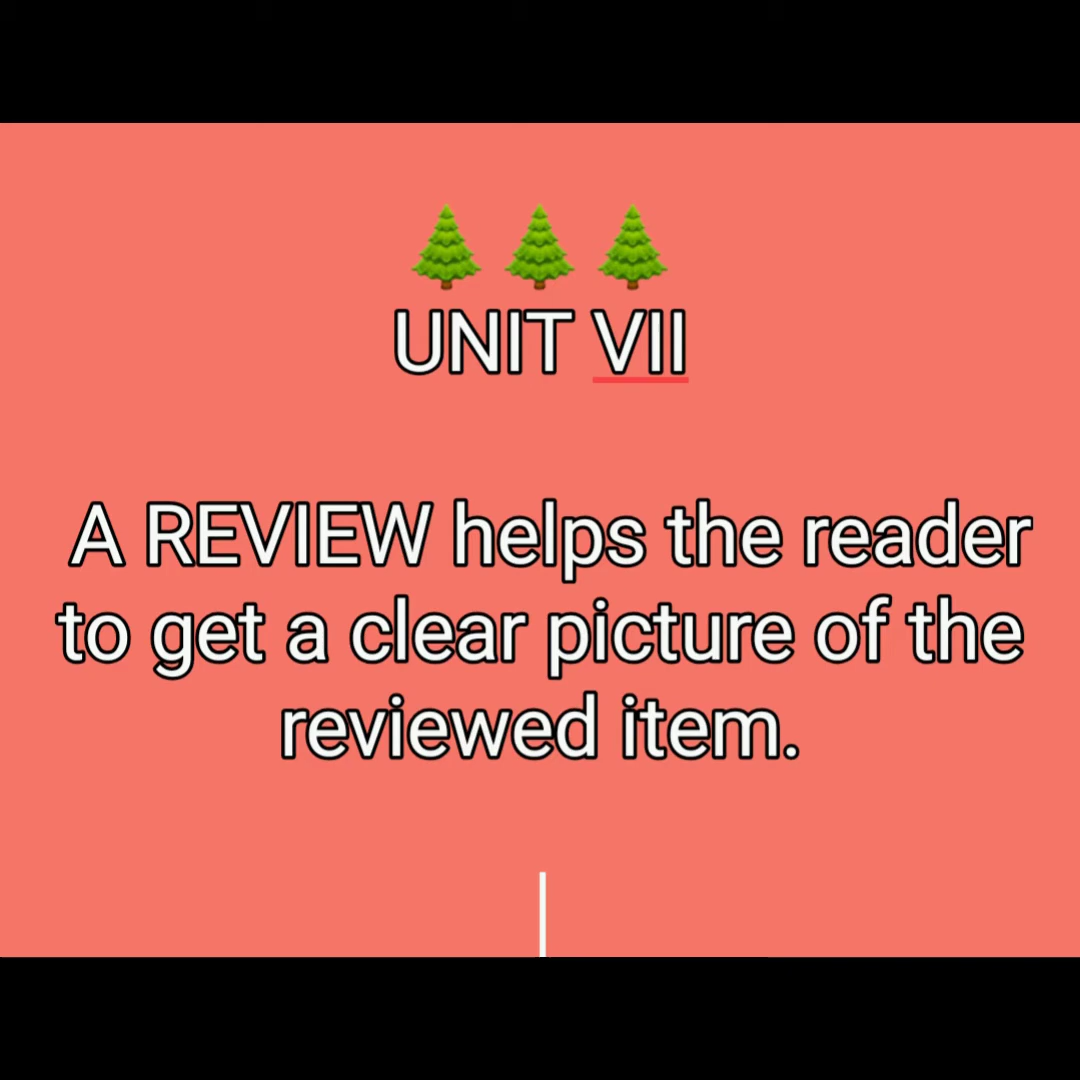 🌲🌲🌲
UNIT VII
A REVIEW helps the reader
to get a clear picture of the
reviewed item.